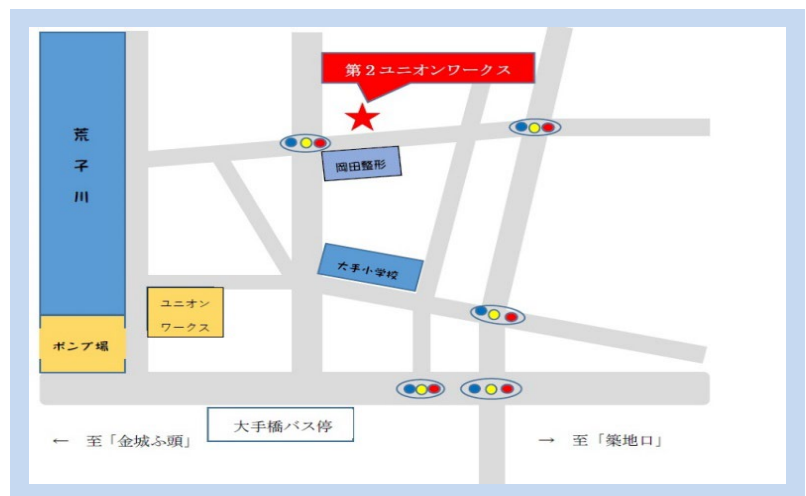 第２ユニオンワークス
荒
子
川
岡田整形
大手小学校
ユニオン
ワークス
ポンプ場
大手橋バス停
← 至「金城ふ頭」
→ 至「築地口」